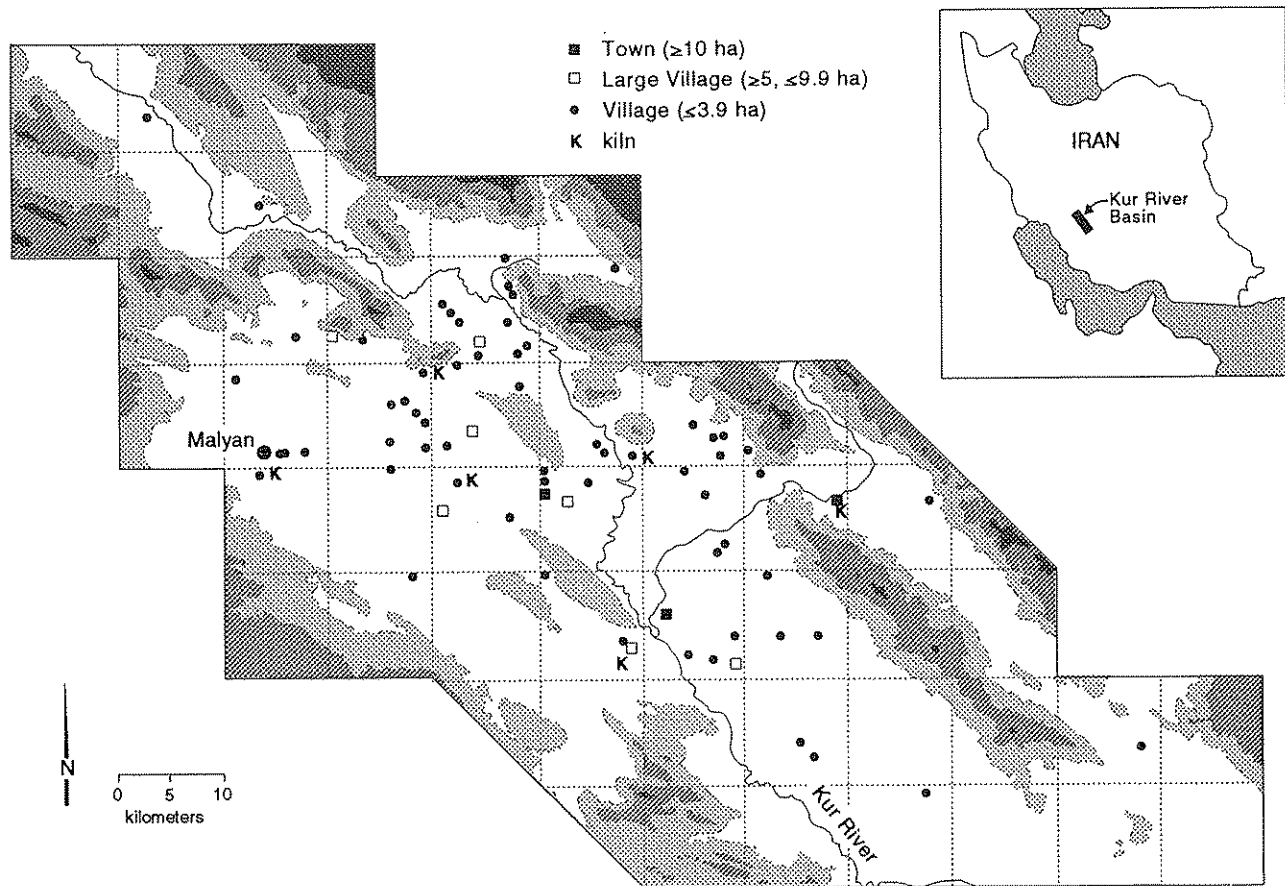 Town (≥10 ha)
Large Village (≥5, ≤9.9 ha)
Village (≤3.9 ha)
K kiln
IRAN
Kur River
Basin
K
Malyan
K
K
K
K
K
N
0 5 10
kilometers
Kur River